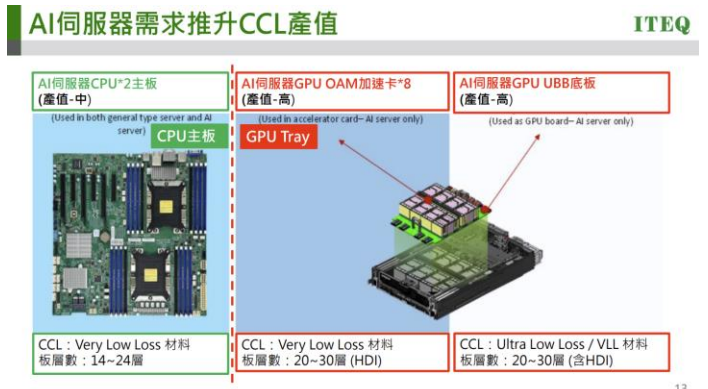 AI伺服器需求推升CCL產值
ITEQ
AI伺服器CPU*2主板
(產值-中)
(Used in both general type server and AI
server)
CPU主板
CCL：Very Low Loss 材料
板層數：14~24層
AI伺服器GPU OAM加速卡*8
(產值-高)
(Used in accelerator card– AI server only)
GPU Tray
CCL：Very Low Loss 材料
板層數：20~30層 (HDI)
AI伺服器GPU UBB底板
(產值-高)
(Used as GPU board– AI server only)
CCL：Ultra Low Loss / VLL 材料
板層數：20~30層 (含HDI)
13